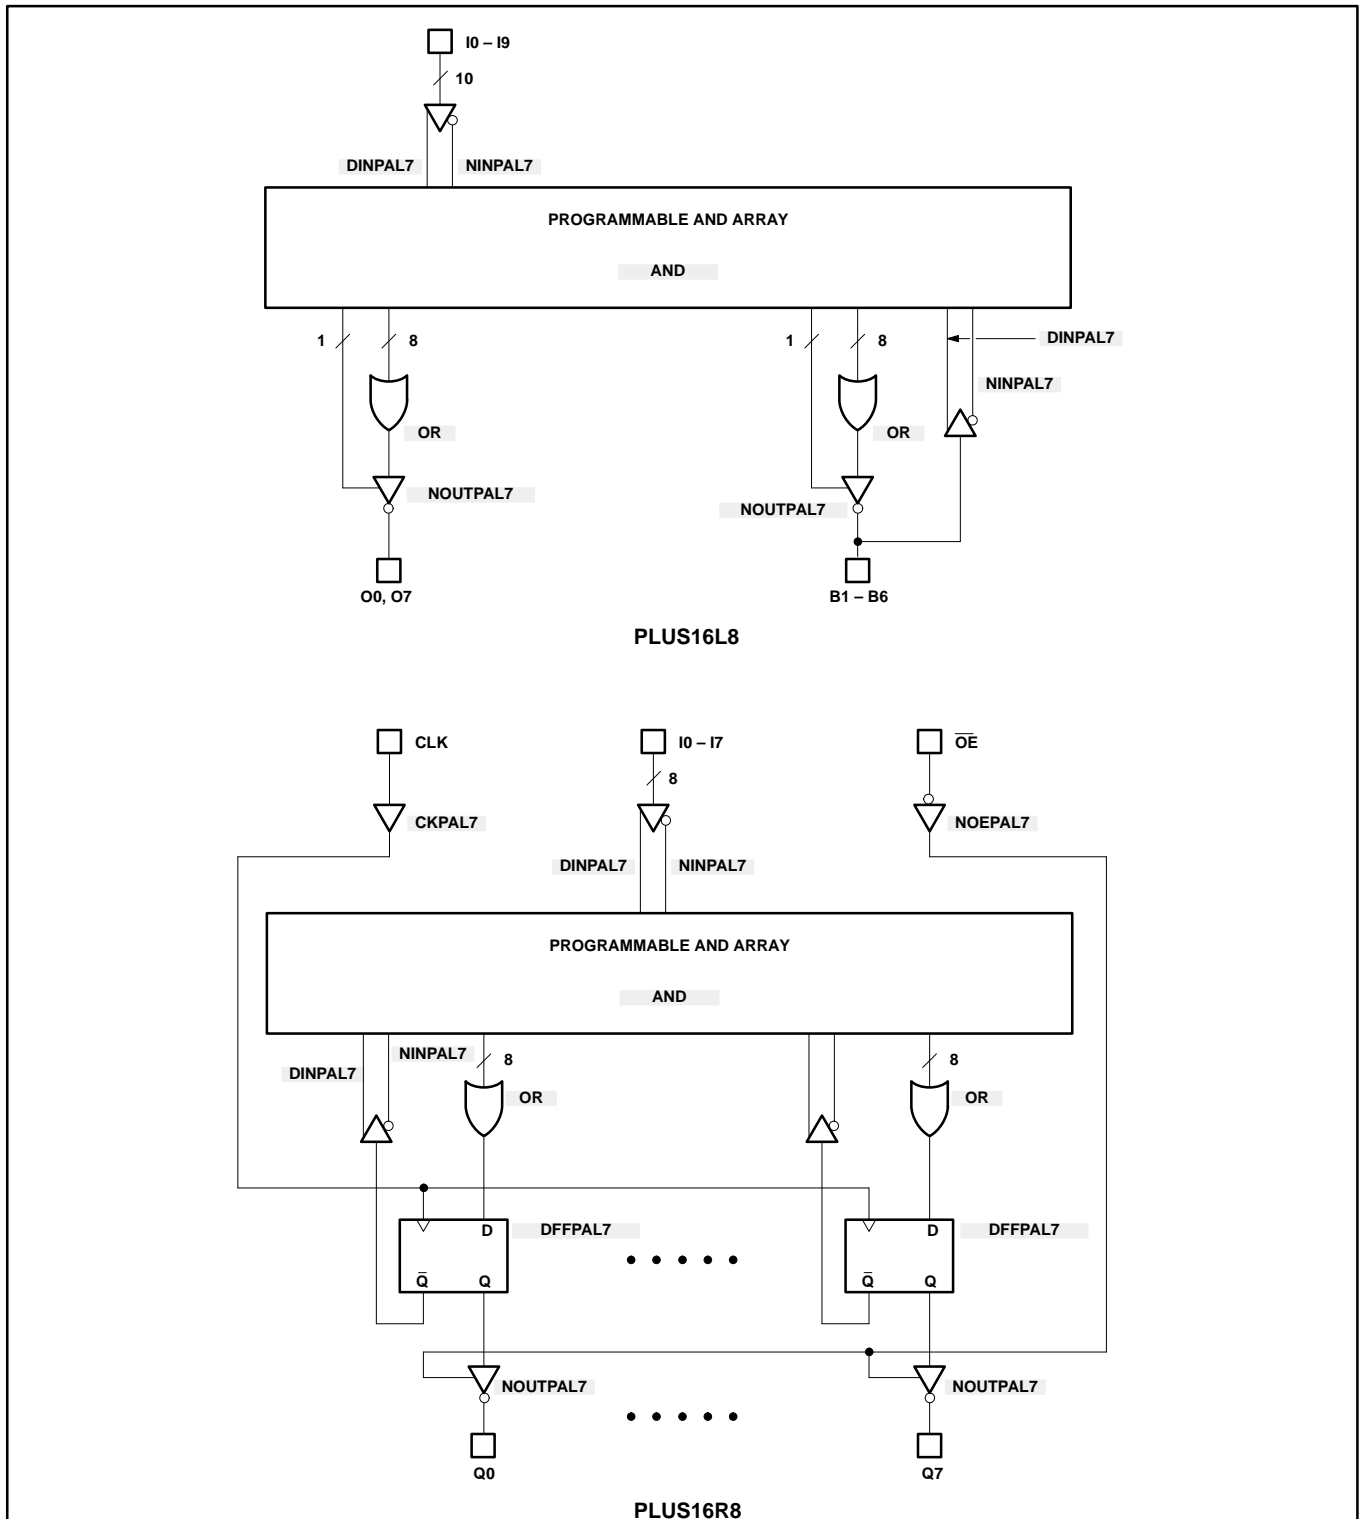 I0 – I9
10
DINPAL7 NINPAL7
PROGRAMMABLE AND ARRAY
AND
1 8 1 8 DINPAL7
NINPAL7
OR OR
NOUTPAL7 NOUTPAL7
O0, O7 B1 – B6
PLUS16L8
CLK I0 – I7 OE
8
CKPAL7 NOEPAL7
DINPAL7 NINPAL7
PROGRAMMABLE AND ARRAY
AND
NINPAL7 8 8
DINPAL7
OR OR
D DFFPAL7 D DFFPAL7
Q Q Q Q
NOUTPAL7 NOUTPAL7
Q0 Q7
PLUS16R8